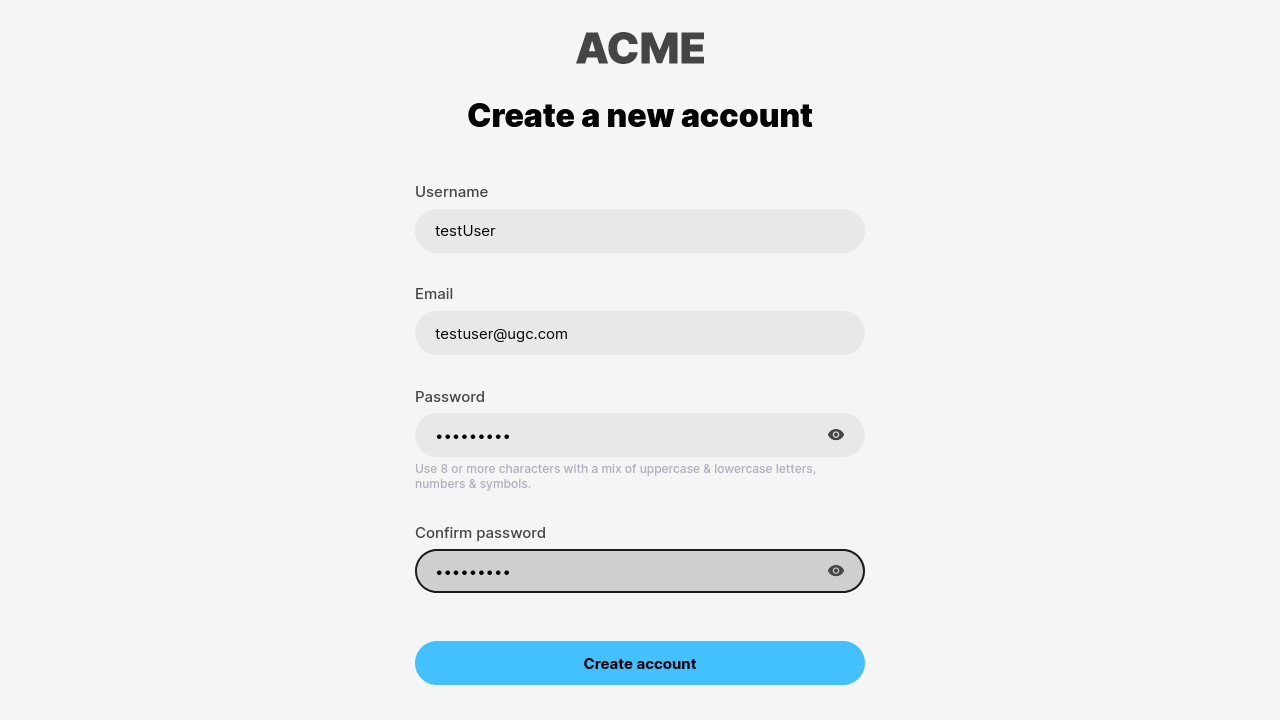 ACME
Create a new account
Username
testUser
Email
testuser@ugc.com
Password
•••••••••
Use 8 or more characters with a mix of uppercase & lowercase letters,
numbers & symbols.
Confirm password
•••••••••
Create account